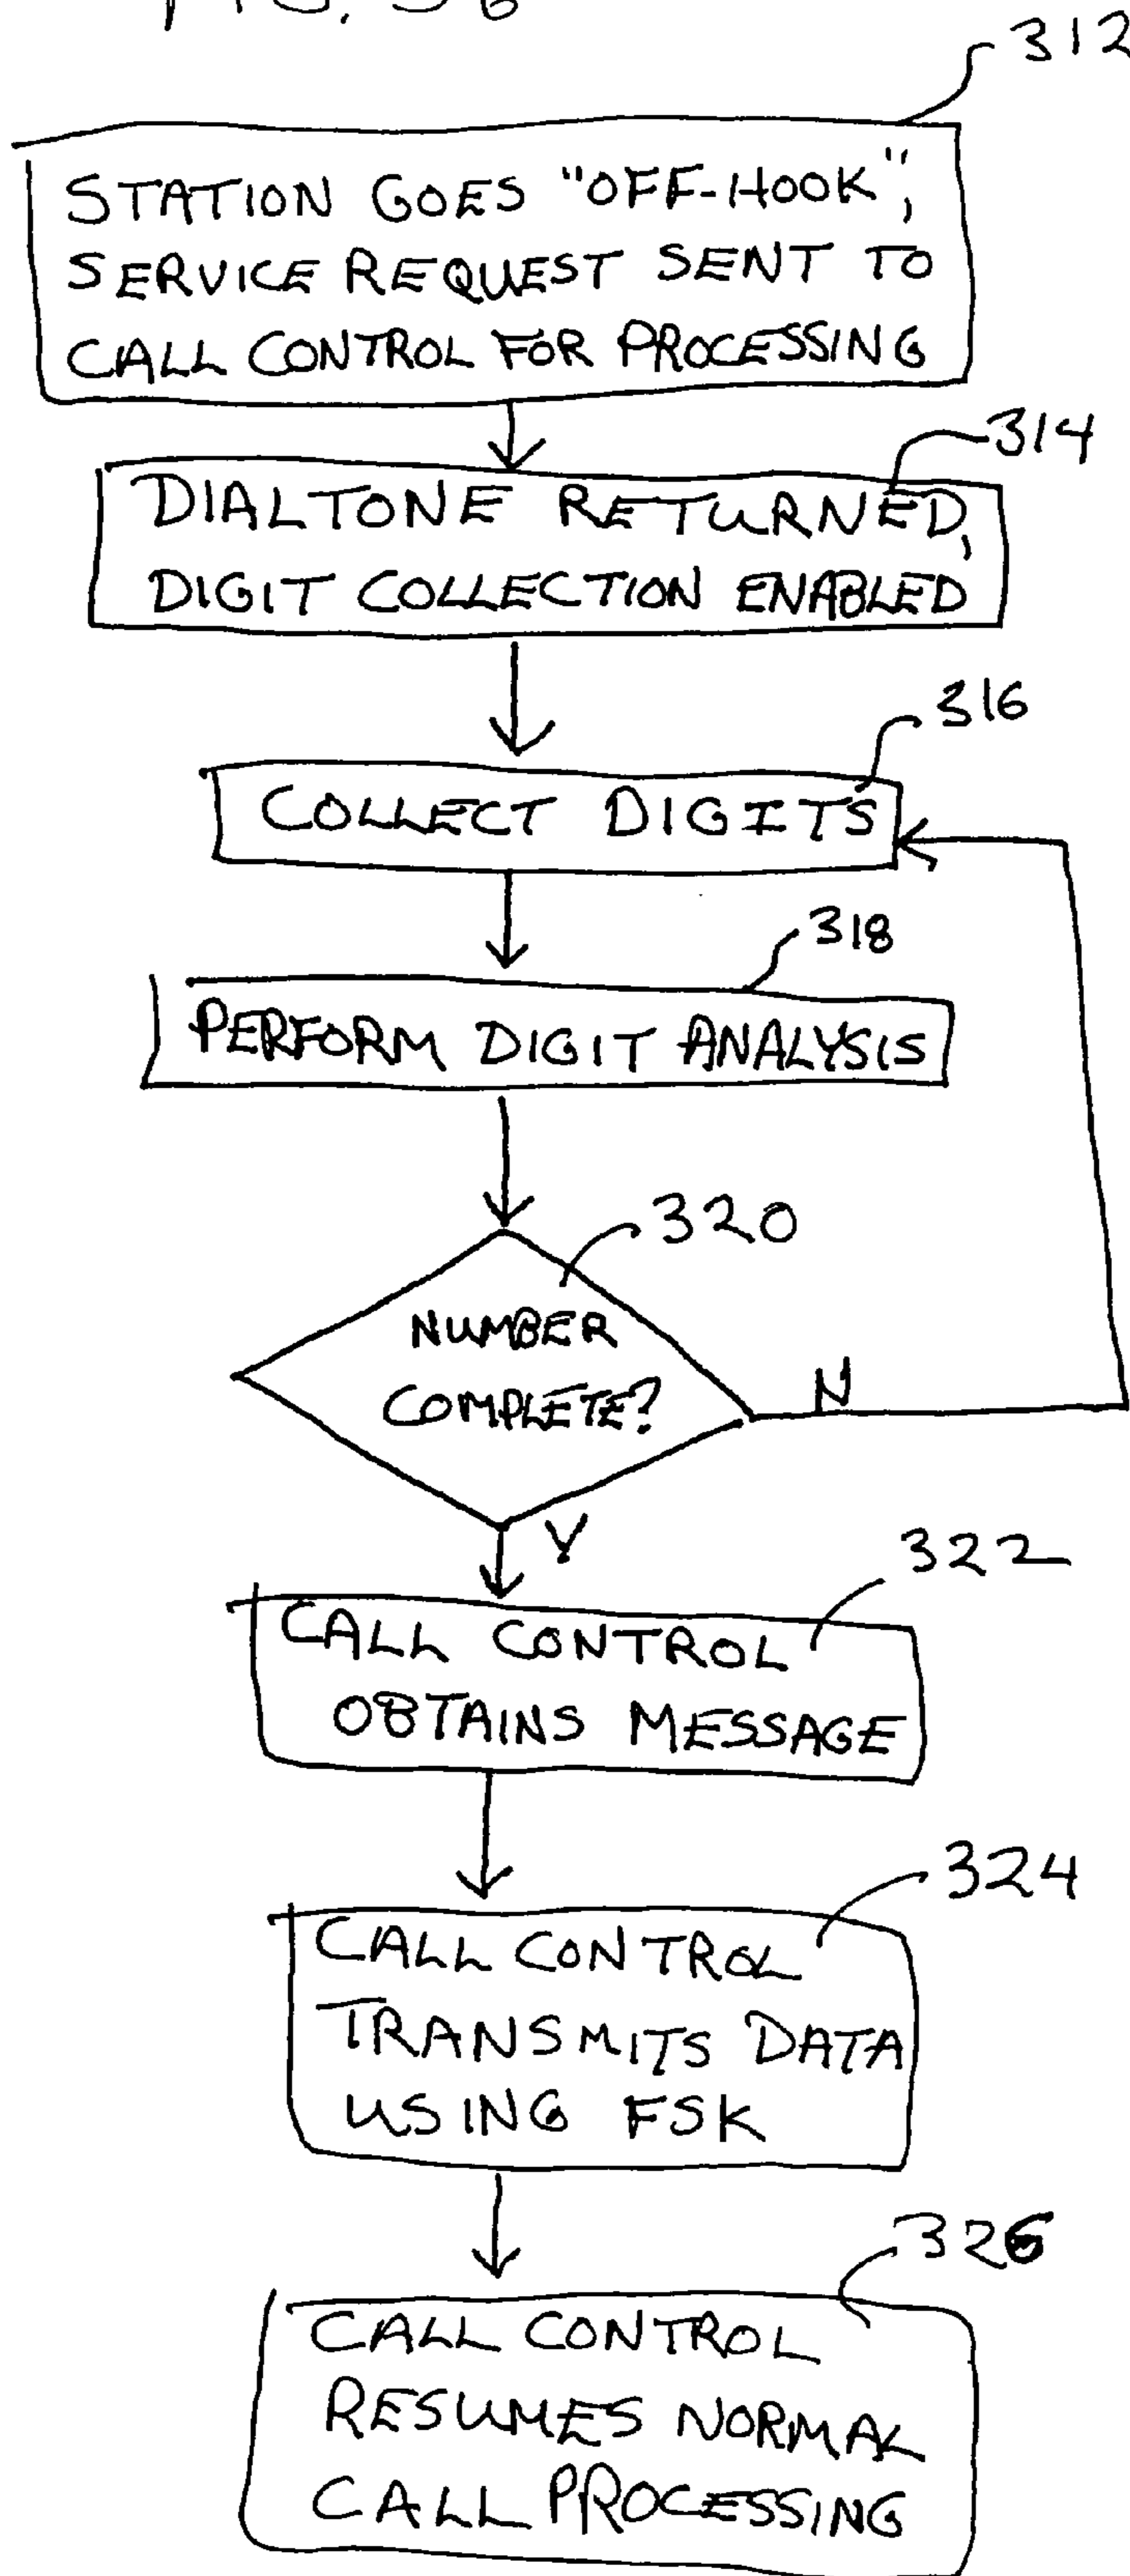 312
STATION GOES "OFF-HOOK",
SERVICE REQUEST SENT TO
CALL CONTROL FOR PROCESSING
314
DIALTONE RETURNED,
DIGIT COLLECTION ENABLED
316
COLLECT DIGITS
318
PERFORM DIGIT ANALYSIS
320
NUMBER
COMPLETE?
N
Y
322
CALL CONTROL
OBTAINS MESSAGE
324
CALL CONTROL
TRANSMITS DATA
USING FSK
326
CALL CONTROL
RESUMES NORMAL
CALL PROCESSING